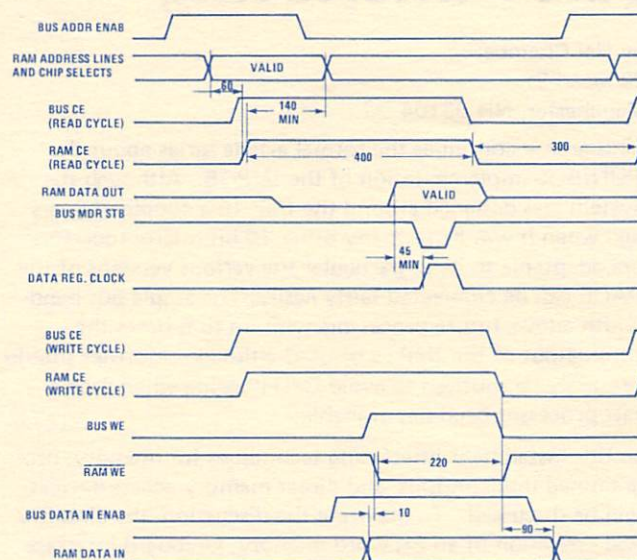 BUS ADDR ENAB
RAM ADDRESS LINES
AND CHIP SELECTS
VALID
60
140
MIN
BUS CE
(READ CYCLE)
RAM CE
(READ CYCLE)
400
300
RAM DATA OUT
VALID
BUS MDR STB
45
MIN
DATA REG. CLOCK
BUS CE
(WRITE CYCLE)
RAM CE
(WRITE CYCLE)
BUS WE
RAM WE
220
BUS DATA IN ENAB
10
90
RAM DATA IN